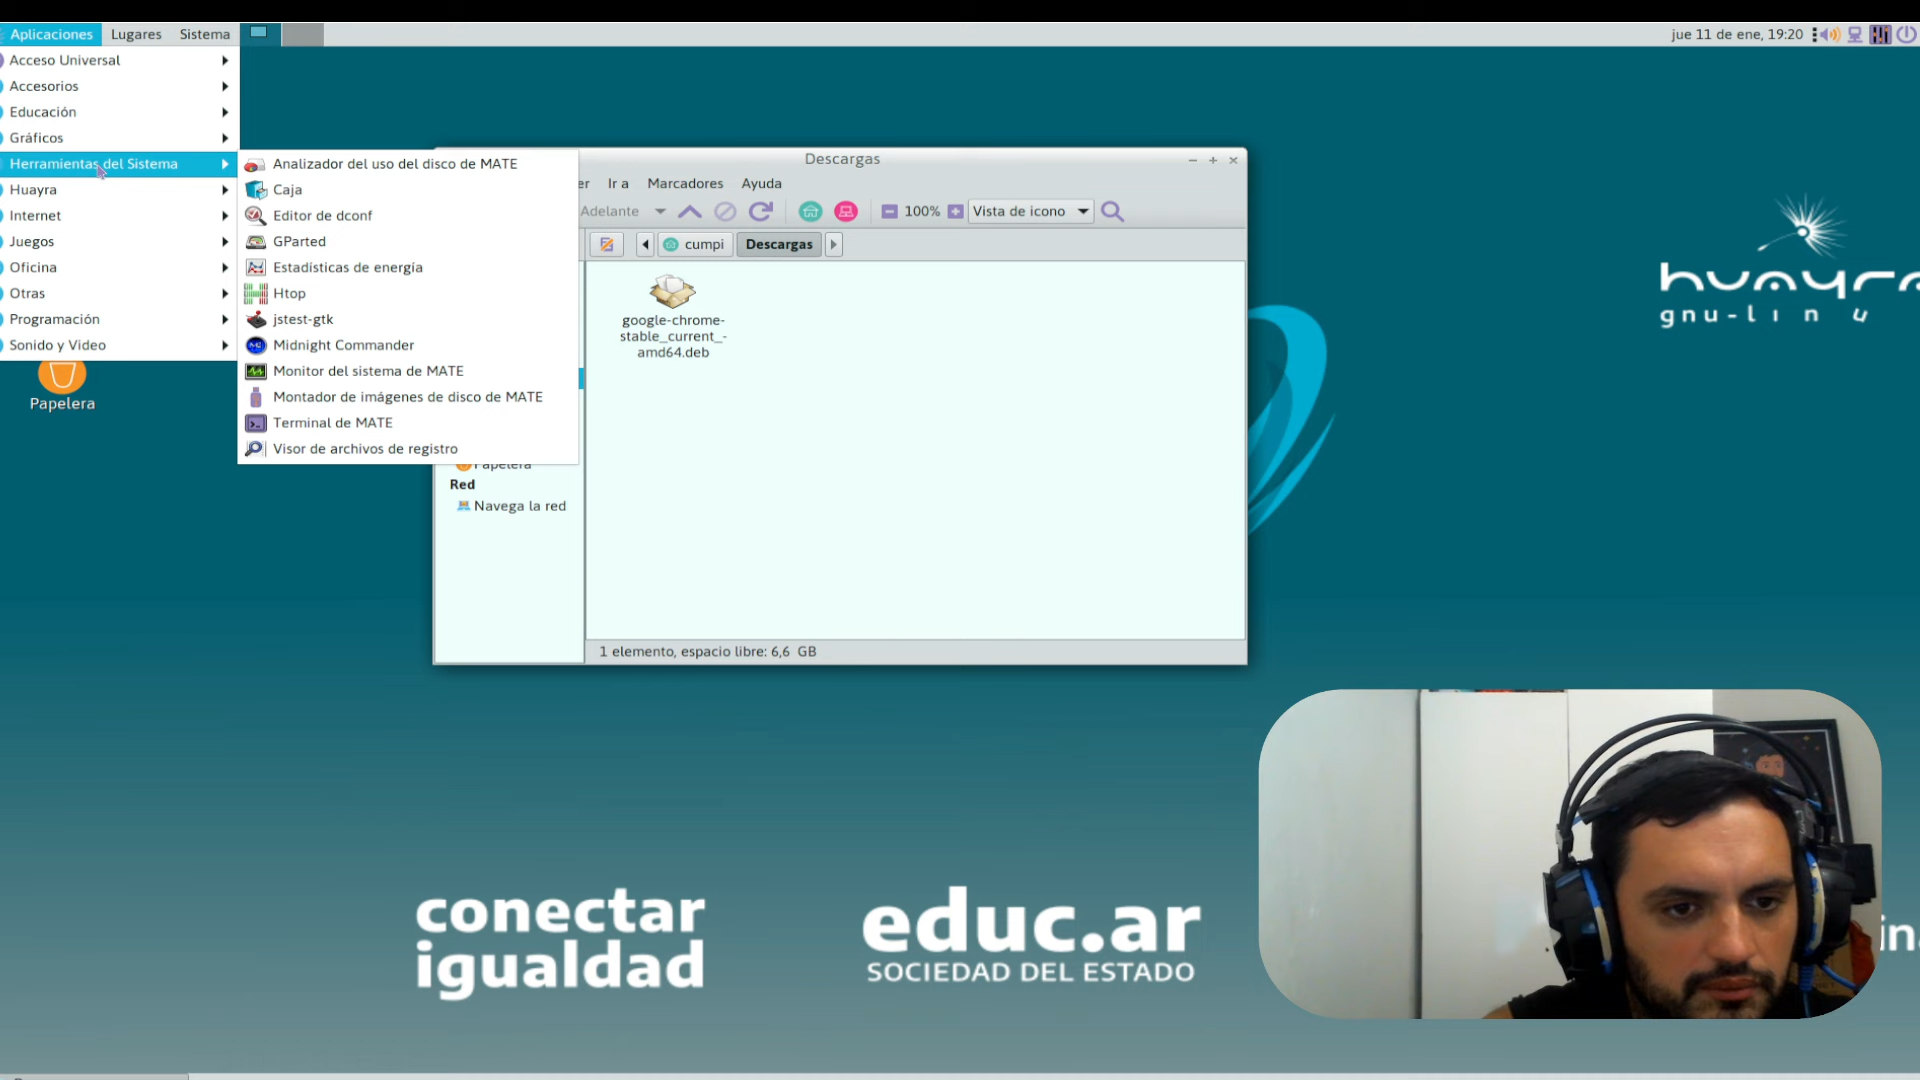 Aplicaciones Lugares Sistema
jue 11 de ene, 19:20
Acceso Universal
Accesorios
Educación
Gráficos
Herramientas del Sistema
Huayra
Internet
Juegos
Oficina
Otras
Programación
Sonido y Video
Analizador del uso del disco de MATE
Caja
Editor de dconf
GParted
Estadísticas de energía
Htop
jstest-gtk
Midnight Commander
Monitor del sistema de MATE
Montador de imágenes de disco de MATE
Terminal de MATE
Visor de archivos de registro
Papelera
Descargas
er Ir a Marcadores Ayuda
Adelante 100% Vista de icono
cumpi Descargas
google-chrome-
stable_current_-
amd64.deb
Papelera
Red
Navega la red
1 elemento, espacio libre: 6,6 GB
huayra
gnu-linu
conectar
igualdad
educ.ar
SOCIEDAD DEL ESTADO
ina